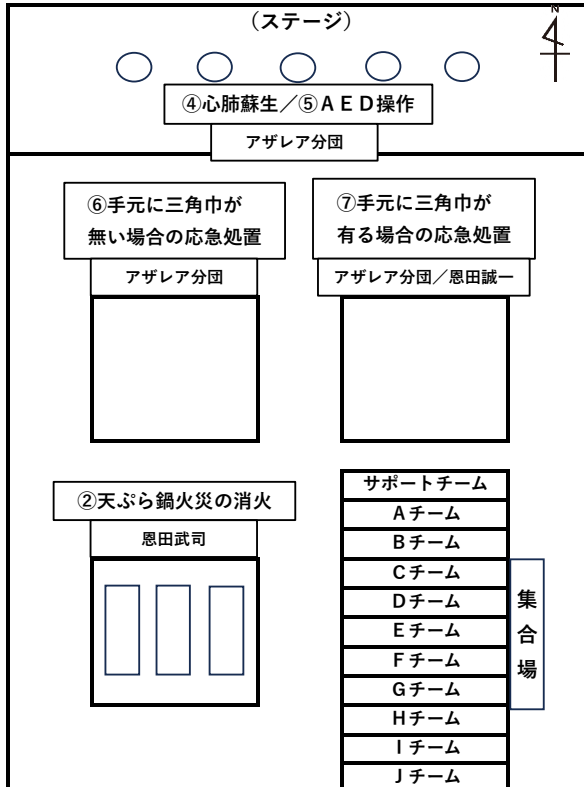 (ステージ)
N
④心肺蘇生／⑤ＡＥＤ操作
アザレア分団
⑥手元に三角巾が
無い場合の応急処置
アザレア分団
⑦手元に三角巾が
有る場合の応急処置
アザレア分団／恩田誠一
②天ぷら鍋火災の消火
恩田武司
サポートチーム
Ａチーム
Ｂチーム
Ｃチーム
Ｄチーム
Ｅチーム
Ｆチーム
Ｇチーム
Ｈチーム
Ｉチーム
Ｊチーム
集合場